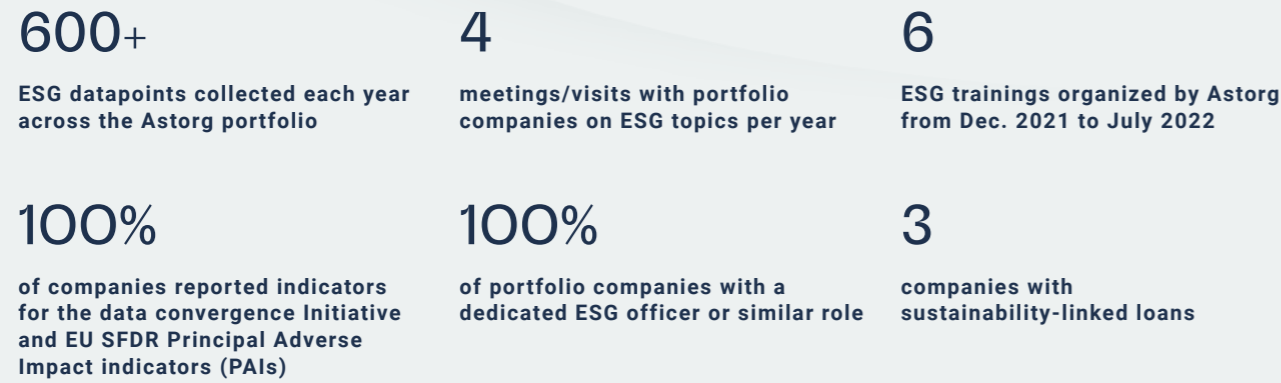 600+
ESG datapoints collected each year
across the Astorg portfolio
4
meetings/visits with portfolio
companies on ESG topics per year
6
ESG trainings organized by Astorg
from Dec. 2021 to July 2022
100%
of companies reported indicators
for the data convergence Initiative
and EU SFDR Principal Adverse
Impact indicators (PAIs)
100%
of portfolio companies with a
dedicated ESG officer or similar role
3
companies with
sustainability-linked loans